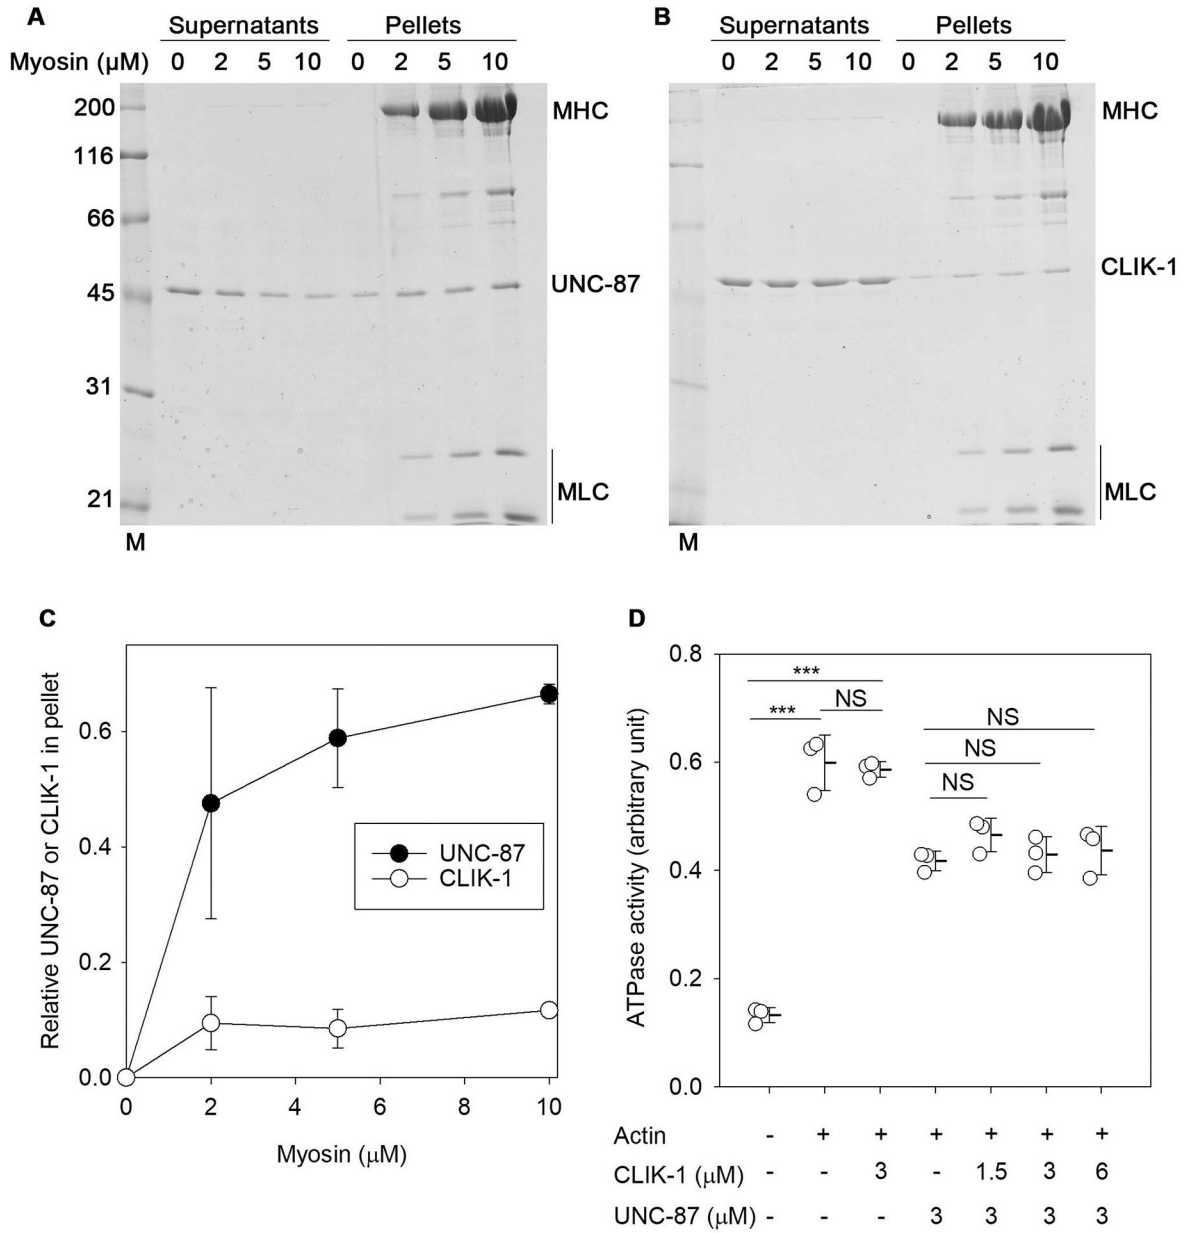 A
Supernatants Pellets
Myosin (μM) 0 2 5 10 0 2 5 10
200
116
66
45
31
21
MHC
UNC-87
MLC
M
B
Supernatants Pellets
0 2 5 10 0 2 5 10
MHC
CLIK-1
MLC
M
C
Relative UNC-87 or CLIK-1 in pellet
0.6
0.4
0.2
0.0
UNC-87
CLIK-1
0 2 4 6 8 10
Myosin (μM)
D
ATPase activity (arbitrary unit)
0.8
0.6
0.4
0.2
0.0
***
*** NS
NS
NS
NS
Actin - + + + + + +
CLIK-1 (μM) - - 3 - 1.5 3 6
UNC-87 (μM) - - - 3 3 3 3